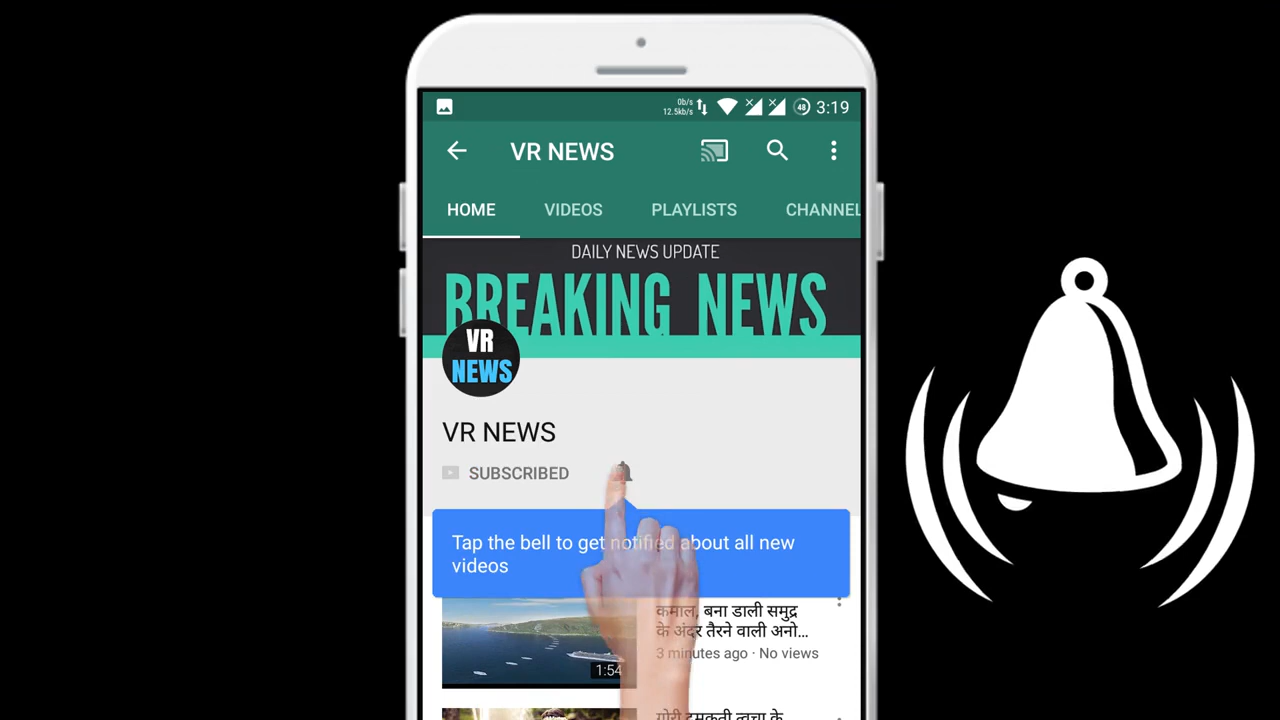 0b/s
12.5kb/s
48
3:19
VR NEWS
HOME
VIDEOS
PLAYLISTS
CHANNEL
DAILY NEWS UPDATE
BREAKING NEWS
VR
NEWS
VR NEWS
SUBSCRIBED
Tap the bell to get notified about all new
videos
कमाल, बना डाली समुद्र
के अंदर तैरने वाली अनो...
3 minutes ago · No views
1:54
गोरी दमकती त्वचा के